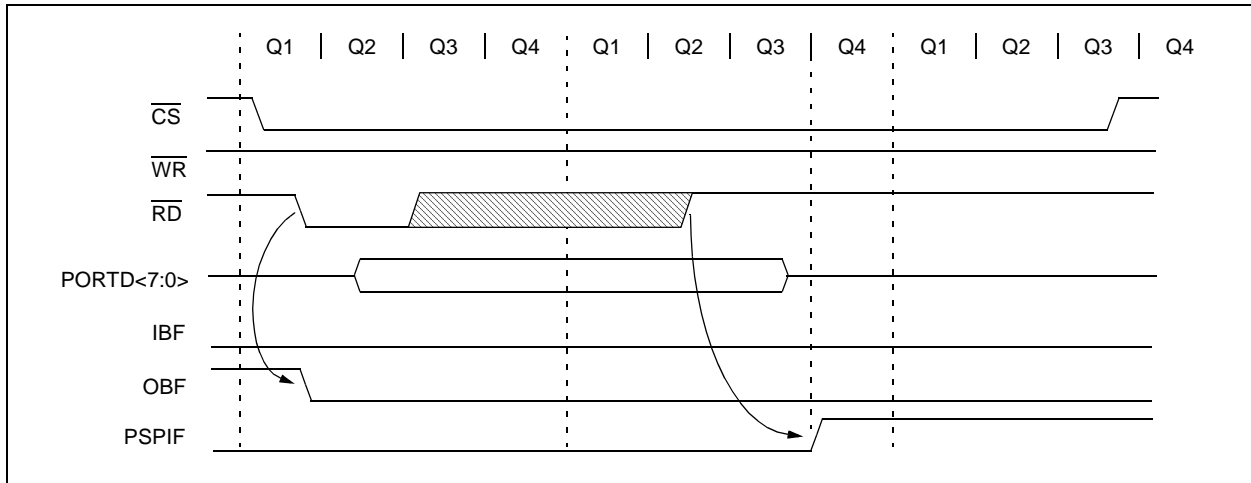 Q1 | Q2 | Q3 | Q4 | Q1 | Q2 | Q3 | Q4 | Q1 | Q2 | Q3 | Q4
CS
WR
RD
PORTD<7:0>
IBF
OBF
PSPIF